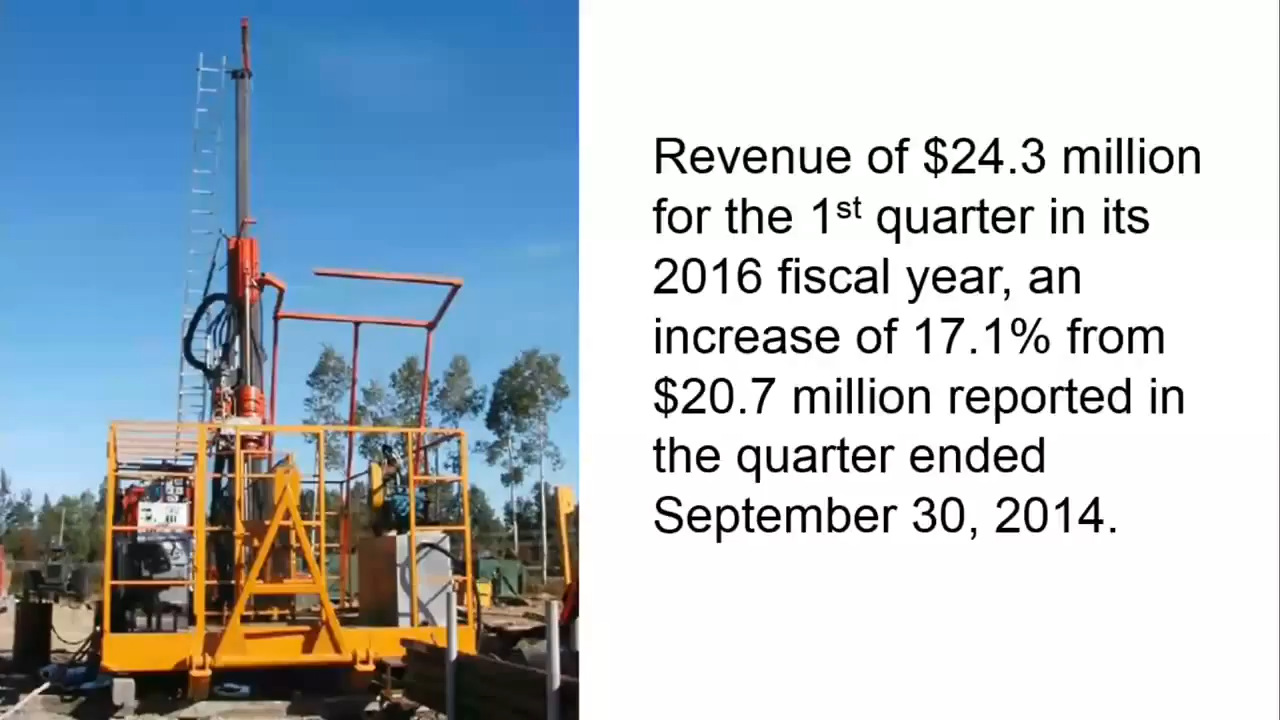 Revenue of $24.3 million
for the 1st quarter in its
2016 fiscal year, an
increase of 17.1% from
$20.7 million reported in
the quarter ended
September 30, 2014.